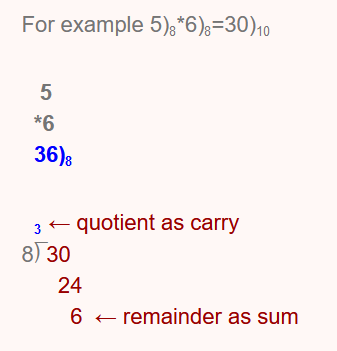 For example 5)₈*6)₈=30)₁₀
5
*6
36)₈
3 ← quotient as carry
8)30
24
6 ← remainder as sum